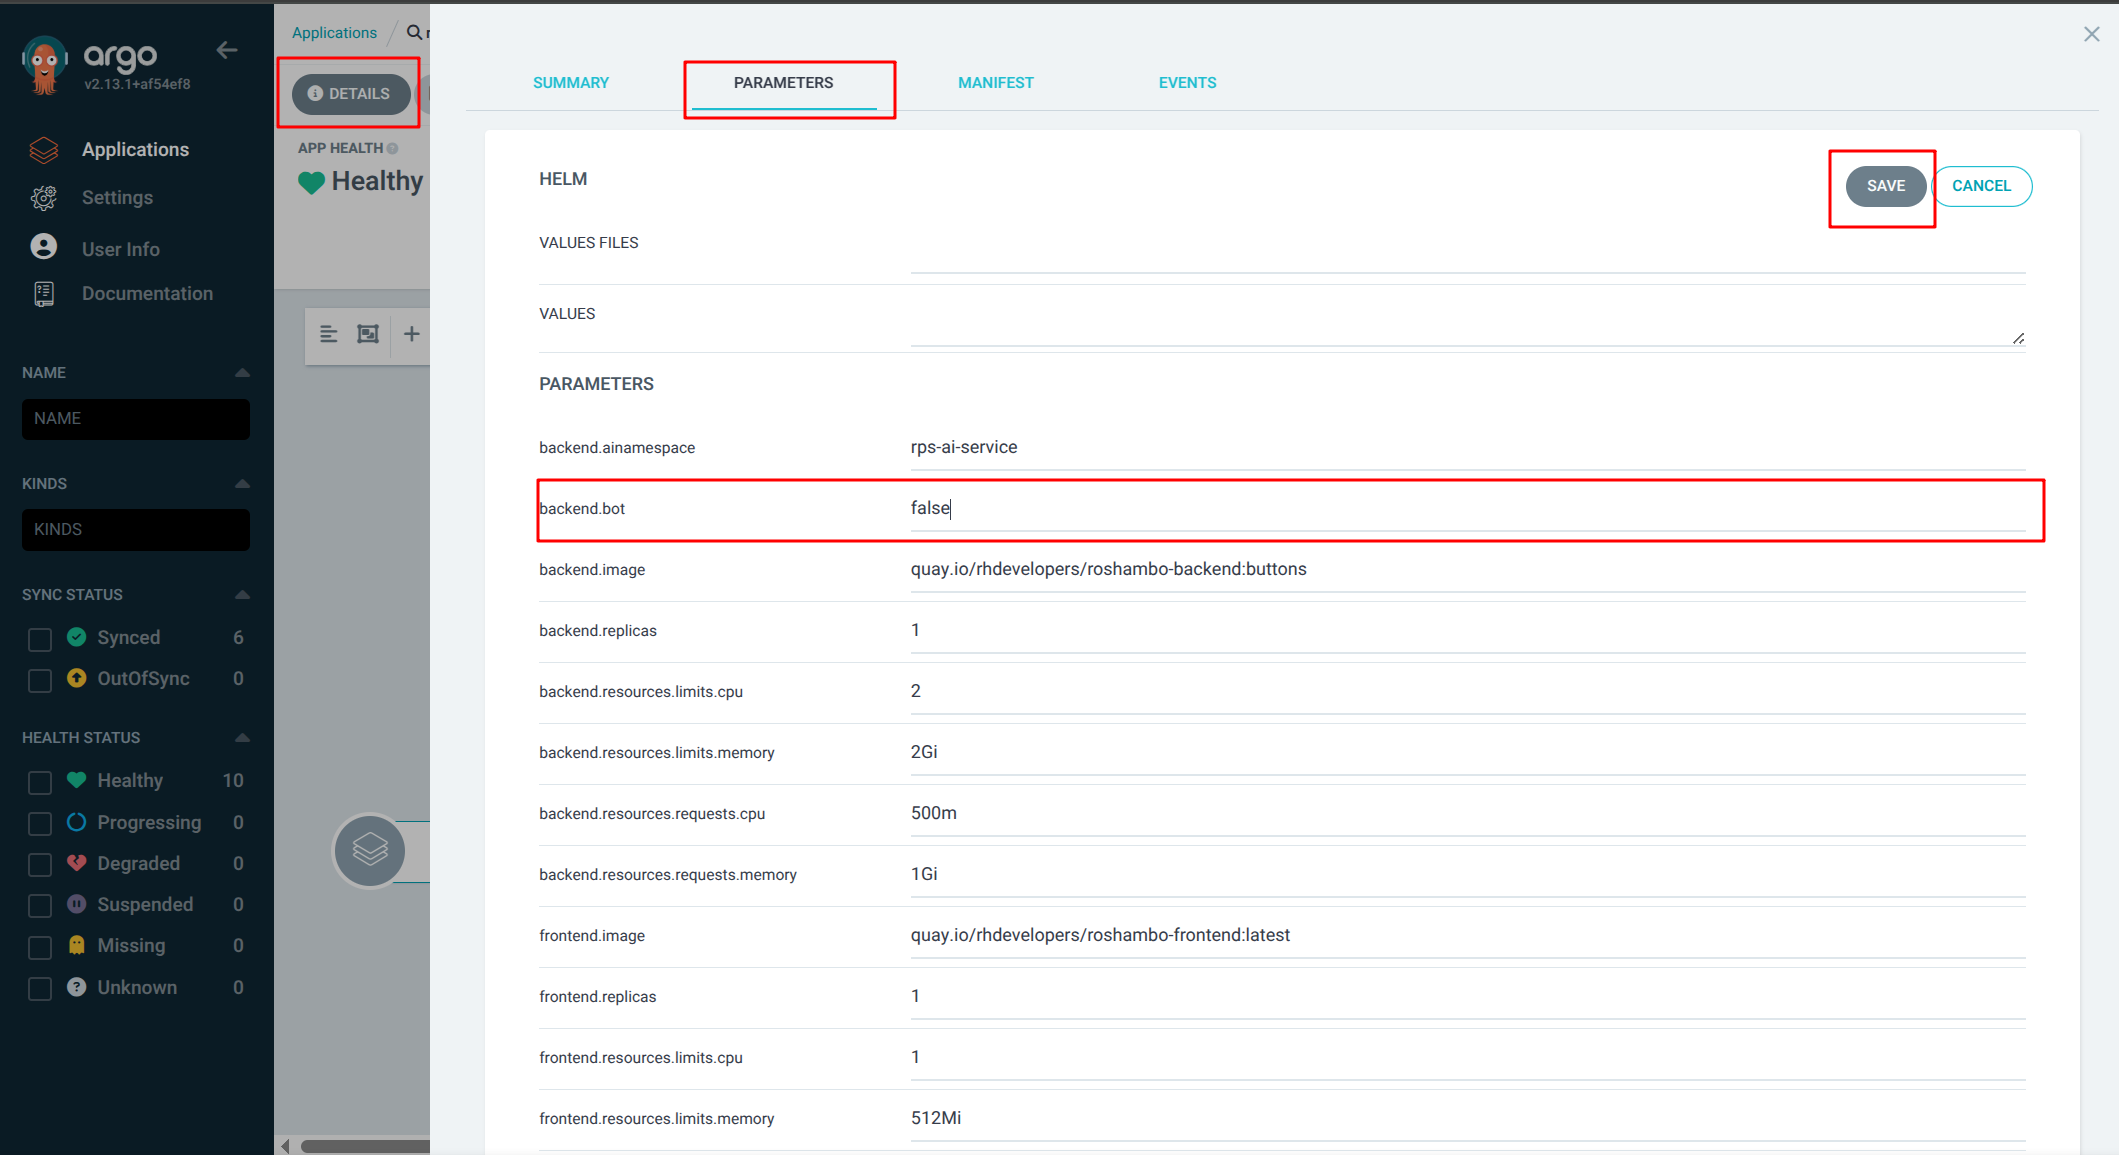 argo
v2.13.1+af54ef8
Applications
Settings
User Info
Documentation
NAME
NAME
KINDS
KINDS
SYNC STATUS
Synced 6
OutOfSync 0
HEALTH STATUS
Healthy 10
Progressing 0
Degraded 0
Suspended 0
Missing 0
Unknown 0
Applications
DETAILS
APP HEALTH
Healthy
SUMMARY PARAMETERS MANIFEST EVENTS
HELM
SAVE CANCEL
VALUES FILES
VALUES
PARAMETERS
backend.ainamespace rps-ai-service
backend.bot false
backend.image quay.io/rhdevelopers/roshambo-backend:buttons
backend.replicas 1
backend.resources.limits.cpu 2
backend.resources.limits.memory 2Gi
backend.resources.requests.cpu 500m
backend.resources.requests.memory 1Gi
frontend.image quay.io/rhdevelopers/roshambo-frontend:latest
frontend.replicas 1
frontend.resources.limits.cpu 1
frontend.resources.limits.memory 512Mi